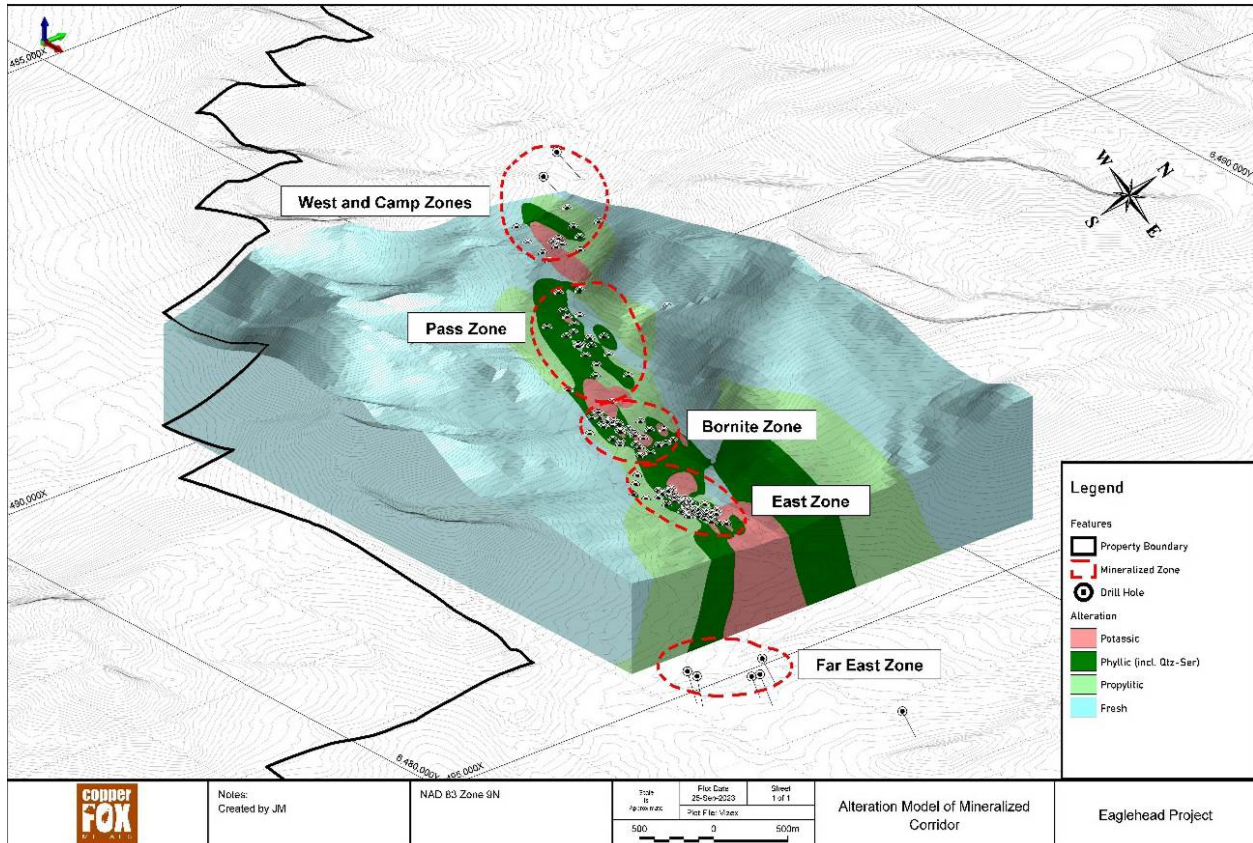 485,000X
6,490,000Y
W
N
S
E
West and Camp Zones
Pass Zone
Bornite Zone
East Zone
Far East Zone
490,000X
6,480,000Y
495,000X
Legend
Features
Property Boundary
Mineralized Zone
Drill Hole
Alteration
Potassic
Phyllic (incl. Qtz-Ser)
Propylitic
Fresh
copper
FOX
METALS
Notes:
Created by JM
NAD 83 Zone 9N
Scale
is
Approximate
Plot Date
25-Sep-2023
Sheet
1 of 1
500
0
500m
Alteration Model of Mineralized
Corridor
Eaglehead Project